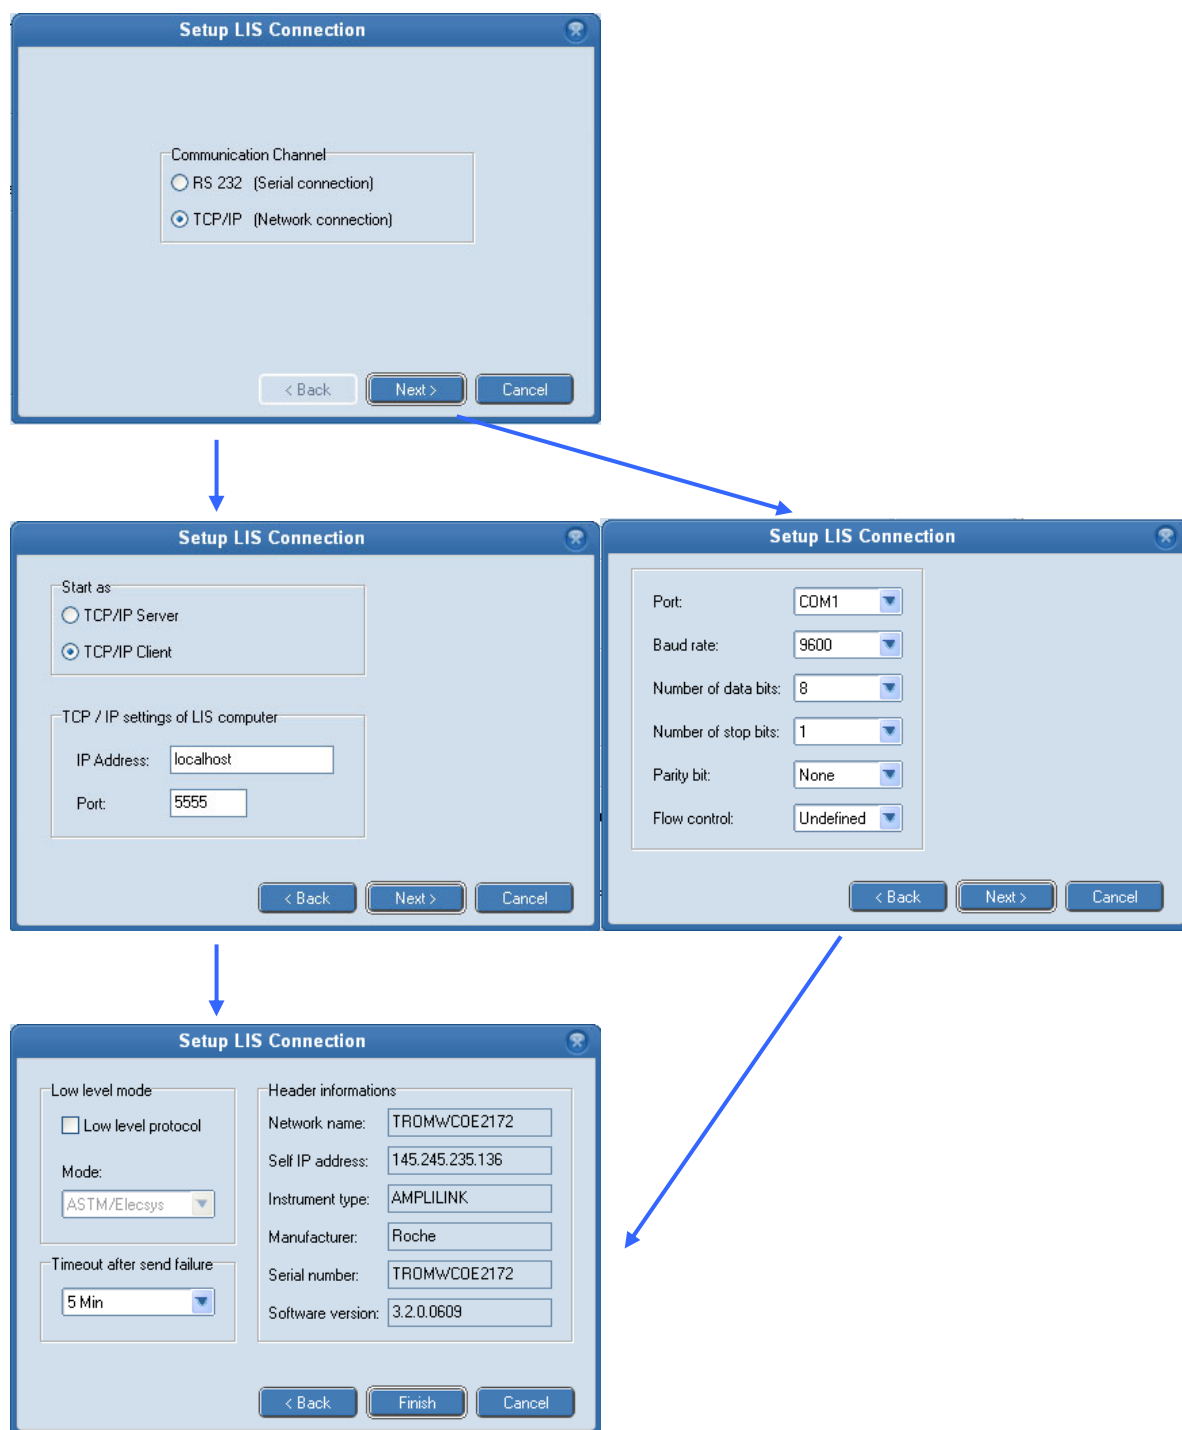 Setup LIS Connection
Communication Channel
RS 232 (Serial connection)
TCP/IP (Network connection)
< Back Next > Cancel
Setup LIS Connection
Start as
TCP/IP Server
TCP/IP Client
TCP / IP settings of LIS computer
IP Address: localhost
Port: 5555
< Back Next > Cancel
Setup LIS Connection
Port: COM1
Baud rate: 9600
Number of data bits: 8
Number of stop bits: 1
Parity bit: None
Flow control: Undefined
< Back Next > Cancel
Setup LIS Connection
Low level mode
Low level protocol
Mode:
ASTM/Elecsys
Timeout after send failure
5 Min
Header informations
Network name: TROMWCOE2172
Self IP address: 145.245.235.136
Instrument type: AMPLILINK
Manufacturer: Roche
Serial number: TROMWCOE2172
Software version: 3.2.0.0609
< Back Finish Cancel